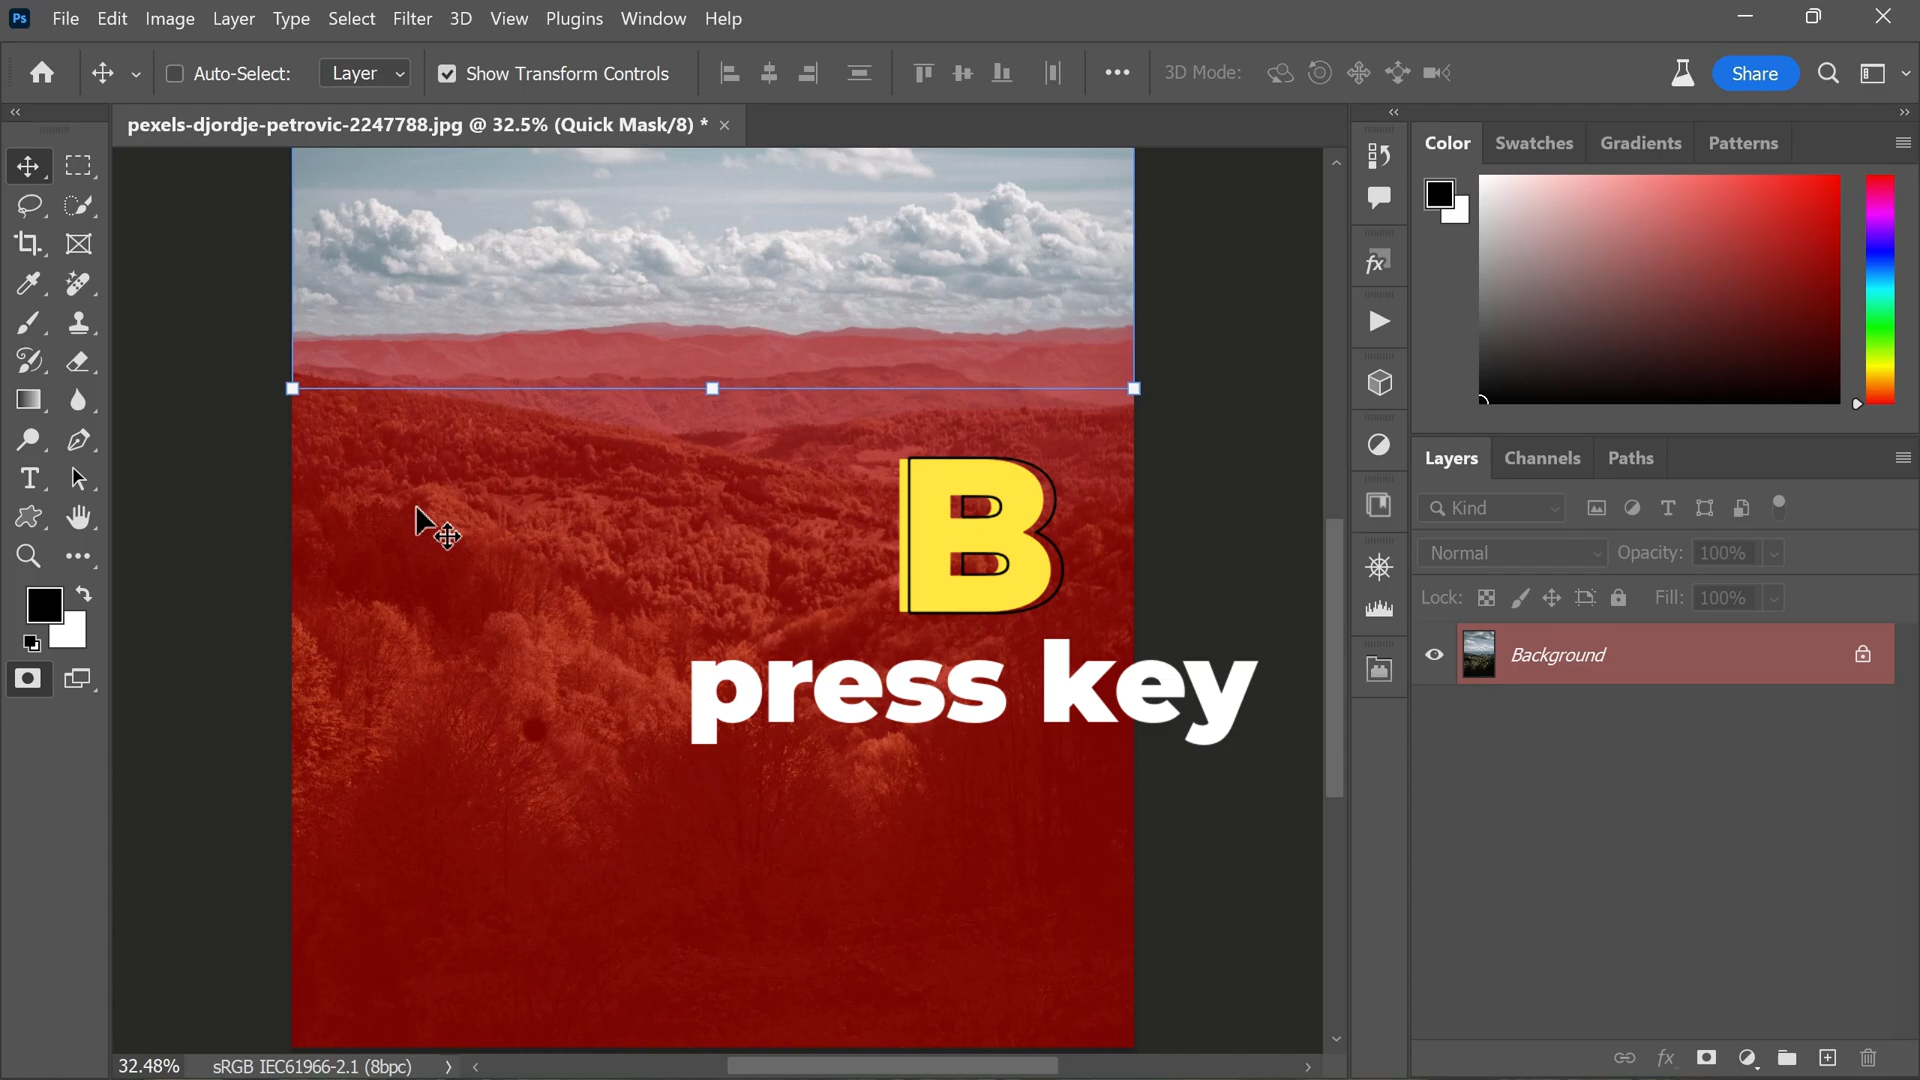 Ps File Edit Image Layer Type Select Filter 3D View Plugins Window Help
Auto-Select: Layer Show Transform Controls 3D Mode: Share
pexels-djordje-petrovic-2247788.jpg @ 32.5% (Quick Mask/8) *
Color Swatches Gradients Patterns
Layers Channels Paths
Kind
Normal Opacity: 100%
Lock: Fill: 100%
Background
B
press key
32.48% sRGB IEC61966-2.1 (8bpc)